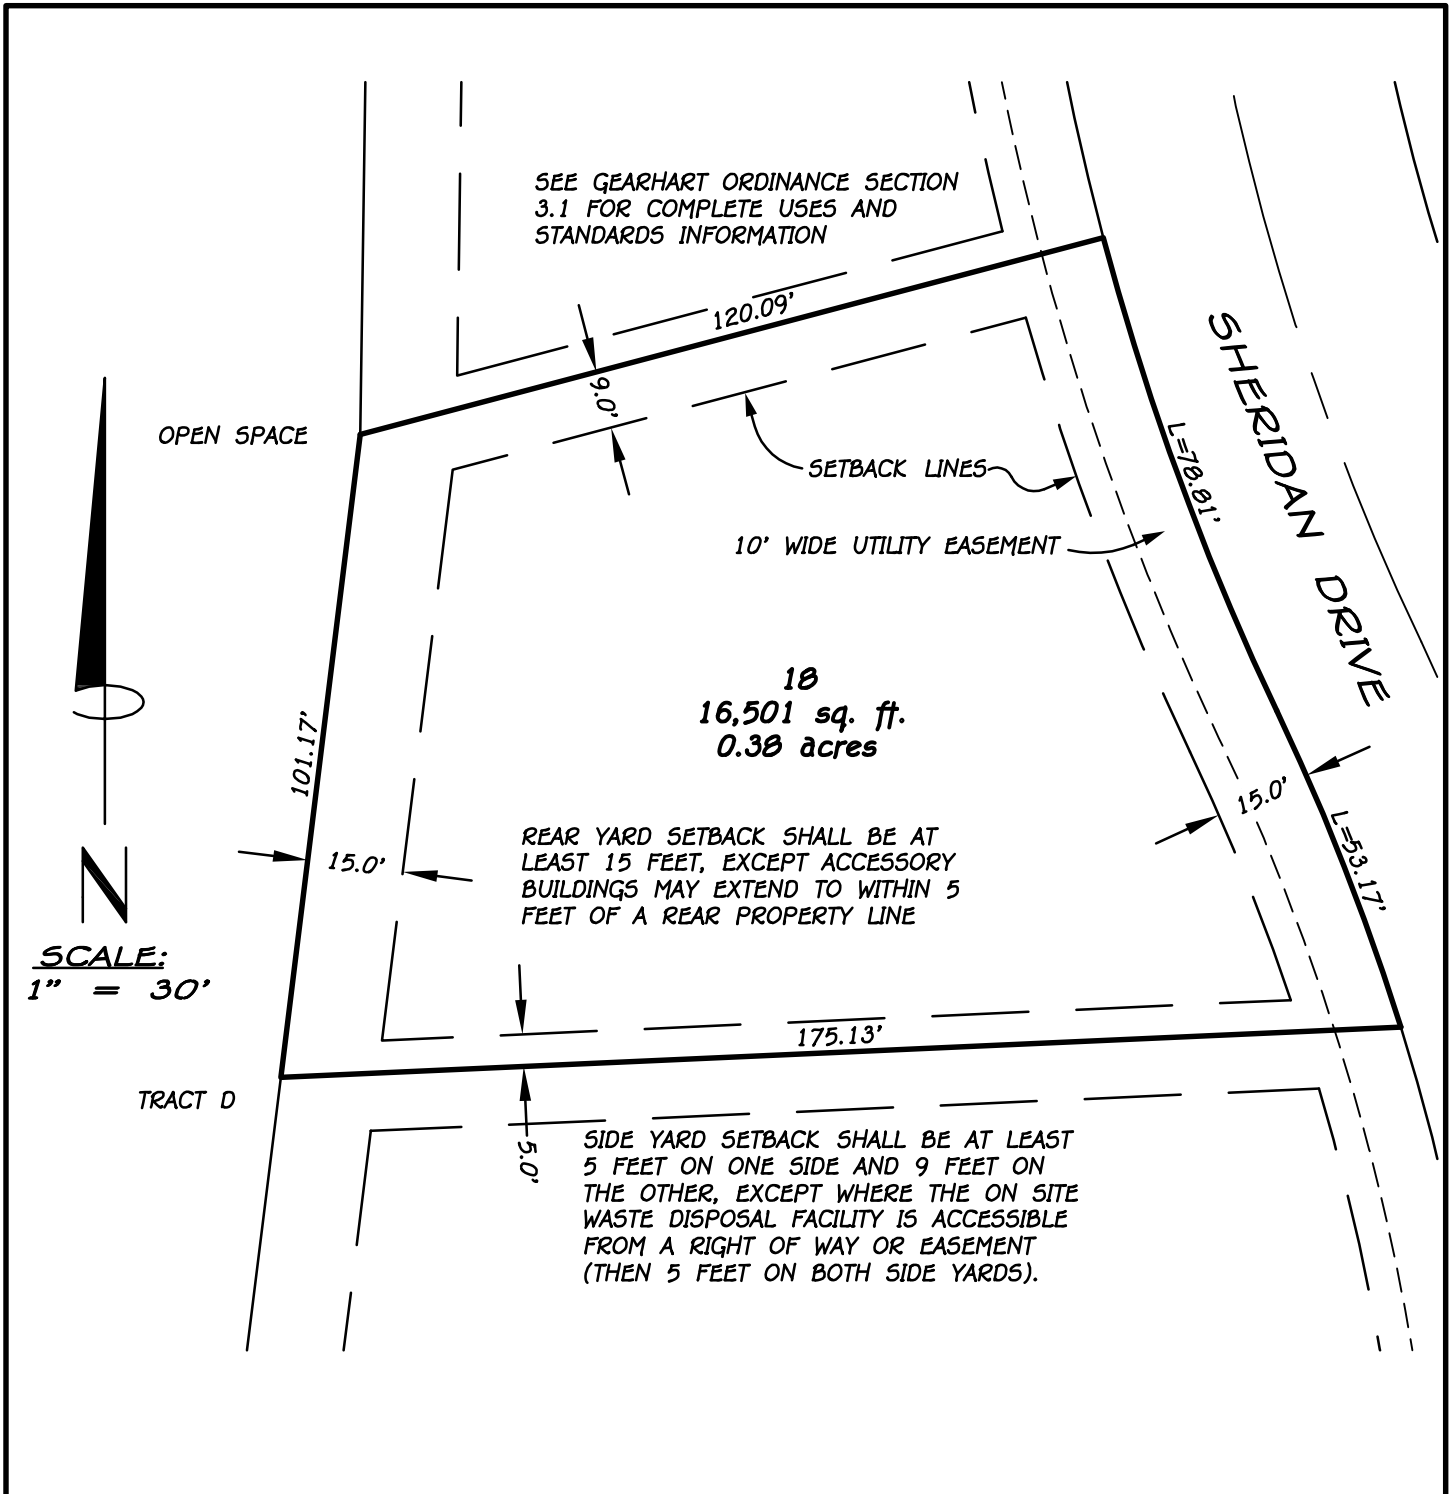 SEE GEARHART ORDINANCE SECTION
3.1 FOR COMPLETE USES AND
STANDARDS INFORMATION
120.09'
9.0'
OPEN SPACE
SETBACK LINES
10' WIDE UTILITY EASEMENT
SHERIDAN DRIVE
L=78.81'
18
16,501 sq. ft.
0.38 acres
101.17'
15.0'
L=53.17'
15.0'
REAR YARD SETBACK SHALL BE AT
LEAST 15 FEET, EXCEPT ACCESSORY
BUILDINGS MAY EXTEND TO WITHIN 5
FEET OF A REAR PROPERTY LINE
N
SCALE:
1" = 30'
175.13'
TRACT D
5.0'
SIDE YARD SETBACK SHALL BE AT LEAST
5 FEET ON ONE SIDE AND 9 FEET ON
THE OTHER, EXCEPT WHERE THE ON SITE
WASTE DISPOSAL FACILITY IS ACCESSIBLE
FROM A RIGHT OF WAY OR EASEMENT
(THEN 5 FEET ON BOTH SIDE YARDS).